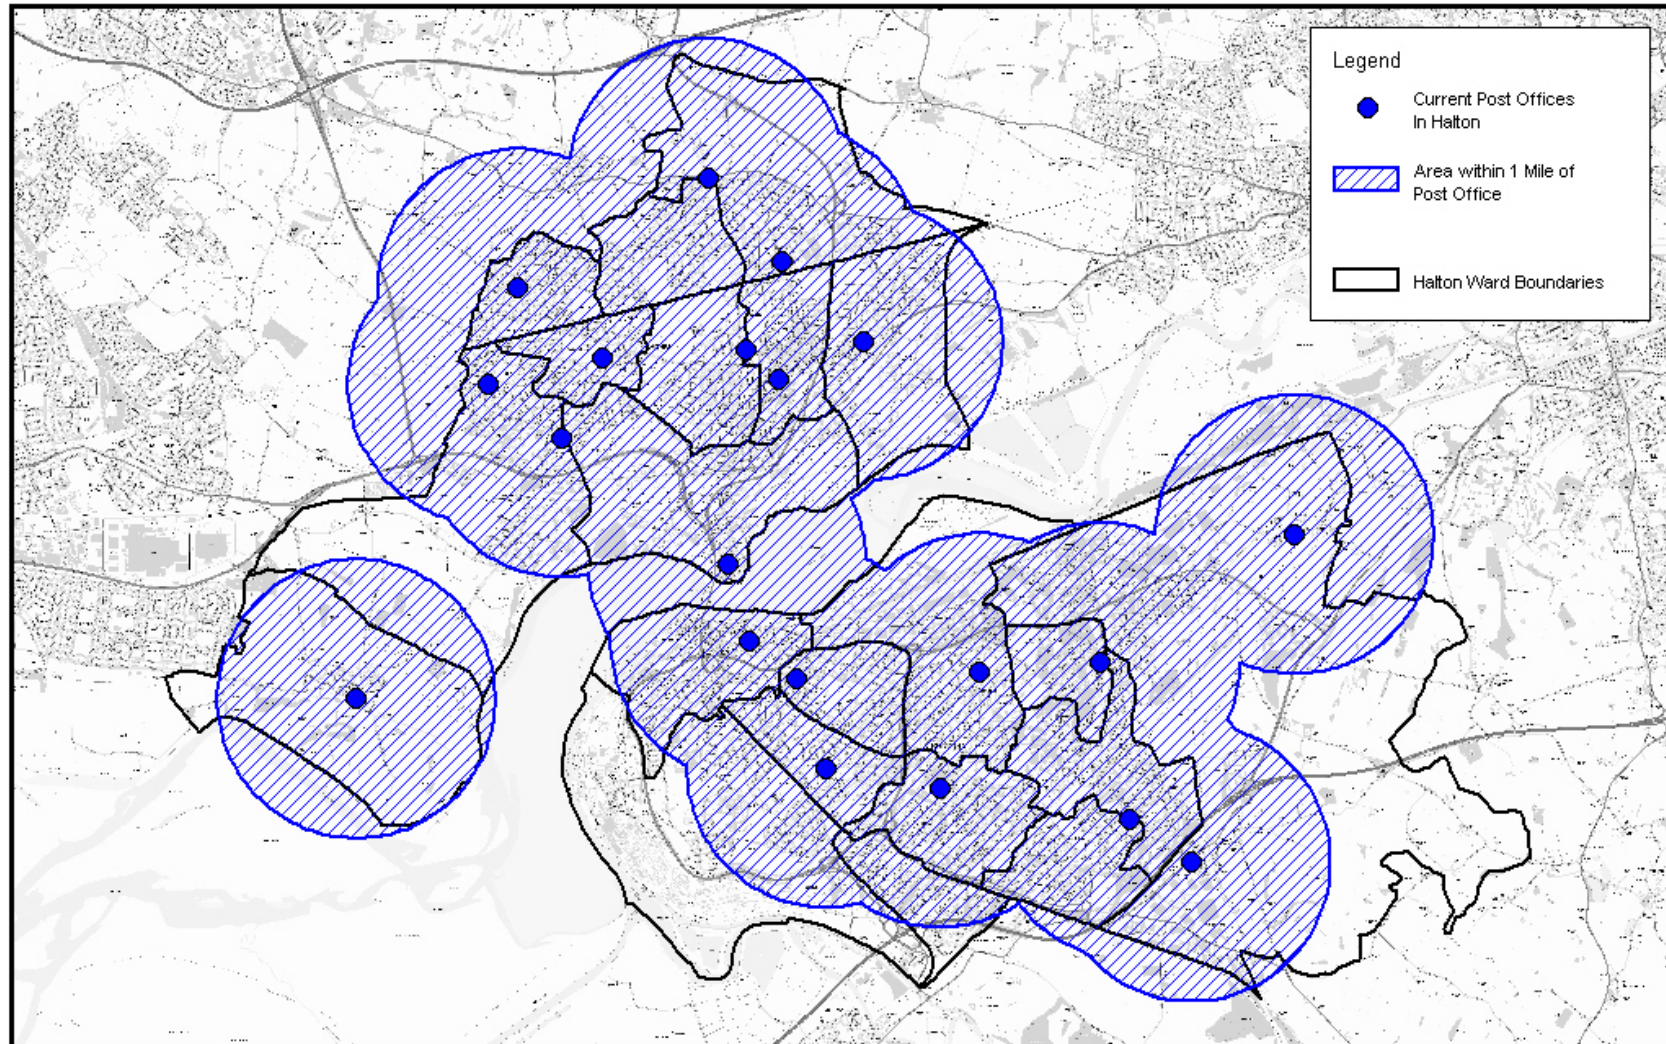 Legend
Current Post Offices
In Halton
Area within 1 Mile of
Post Office
Halton Ward Boundaries